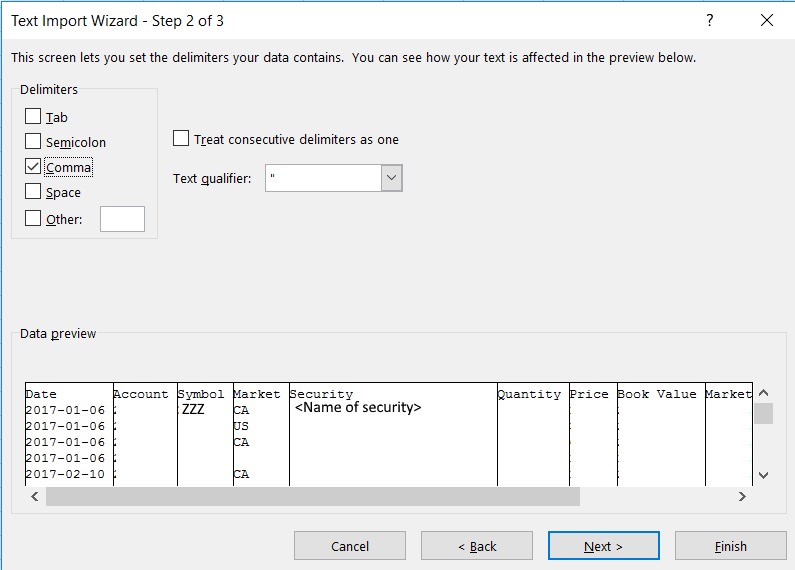 Text Import Wizard - Step 2 of 3
?
This screen lets you set the delimiters your data contains.  You can see how your text is affected in the preview below.
Delimiters
Tab
Semicolon
Comma
Space
Other:
Treat consecutive delimiters as one
Text qualifier: "
Data preview
Date Account Symbol Market Security Quantity Price Book Value Market
2017-01-06 ZZZ CA <Name of security>
2017-01-06 US
2017-01-06 CA
2017-01-06
2017-02-10 CA
Cancel < Back Next > Finish